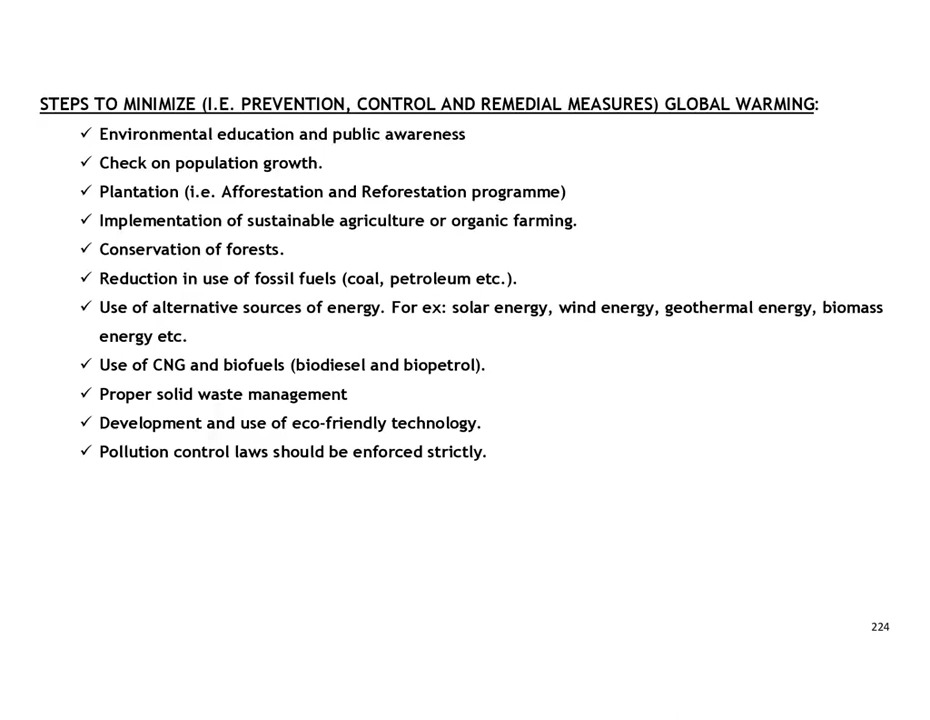 STEPS TO MINIMIZE (I.E. PREVENTION, CONTROL AND REMEDIAL MEASURES) GLOBAL WARMING:
✓ Environmental education and public awareness
✓ Check on population growth.
✓ Plantation (i.e. Afforestation and Reforestation programme)
✓ Implementation of sustainable agriculture or organic farming.
✓ Conservation of forests.
✓ Reduction in use of fossil fuels (coal, petroleum etc.).
✓ Use of alternative sources of energy. For ex: solar energy, wind energy, geothermal energy, biomass
energy etc.
✓ Use of CNG and biofuels (biodiesel and biopetrol).
✓ Proper solid waste management
✓ Development and use of eco-friendly technology.
✓ Pollution control laws should be enforced strictly.
224